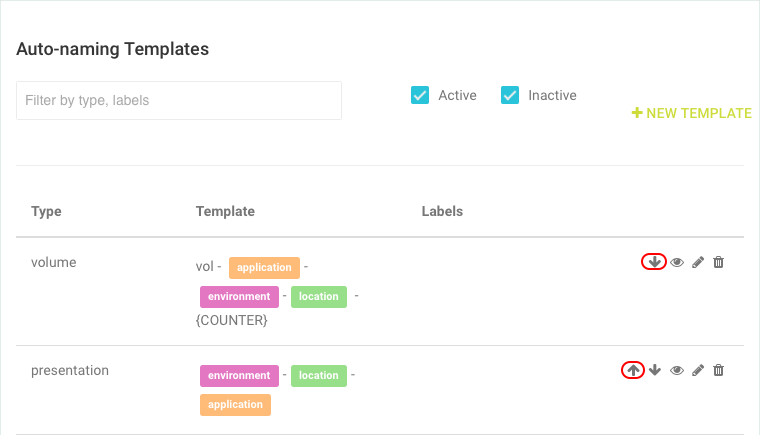 Auto-naming Templates
Filter by type, labels
Active
Inactive
NEW TEMPLATE
Type Template Labels
volume vol - application -
environment - location -
{COUNTER}
presentation environment - location -
application